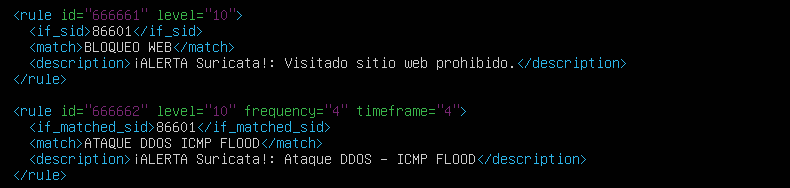 <rule id="666661" level="10">
<if_sid>86601</if_sid>
<match>BLOQUEO WEB</match>
<description>¡ALERTA Suricata!: Visitado sitio web prohibido.</description>
</rule>
<rule id="666662" level="10" frequency="4" timeframe="4">
<if_matched_sid>86601</if_matched_sid>
<match>ATAQUE DDOS ICMP FLOOD</match>
<description>¡ALERTA Suricata!: Ataque DDOS - ICMP FLOOD</description>
</rule>